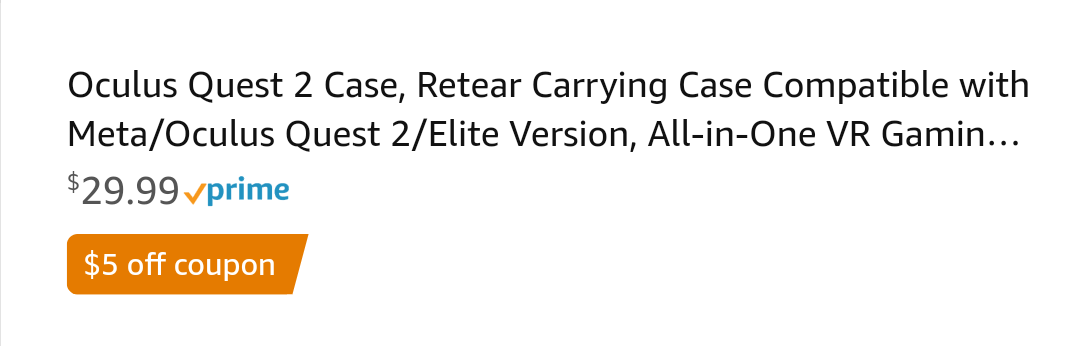 Oculus Quest 2 Case, Retear Carrying Case Compatible with
Meta/Oculus Quest 2/Elite Version, All-in-One VR Gamin...
$29.99 prime
$5 off coupon